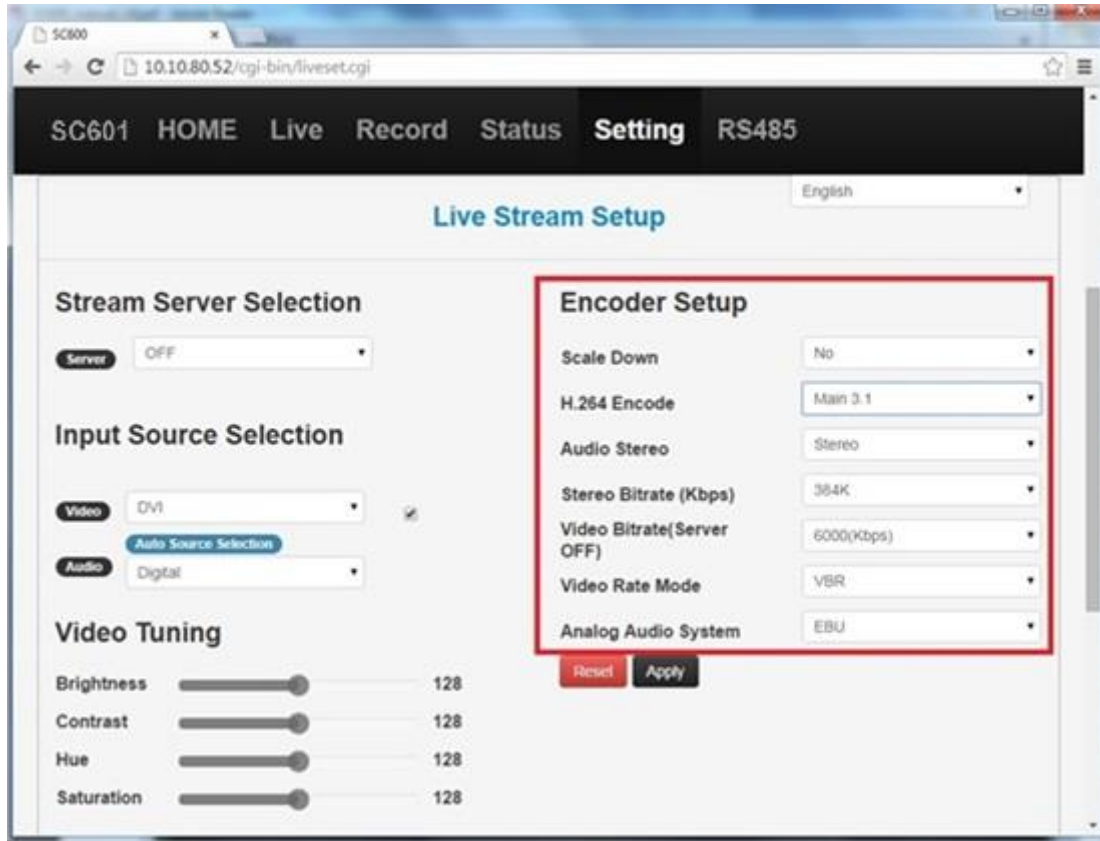 SC600
10.10.80.52/cgi-bin/liveset.cgi
SC601 HOME Live Record Status Setting RS485
English
Live Stream Setup
Stream Server Selection
Server OFF
Input Source Selection
Video DVI
Auto Source Selection
Audio Digital
Video Tuning
Brightness 128
Contrast 128
Hue 128
Saturation 128
Encoder Setup
Scale Down No
H.264 Encode Main 3.1
Audio Stereo Stereo
Stereo Bitrate (Kbps) 384K
Video Bitrate(Server
OFF) 6000(Kbps)
Video Rate Mode VBR
Analog Audio System EBU
Reset Apply